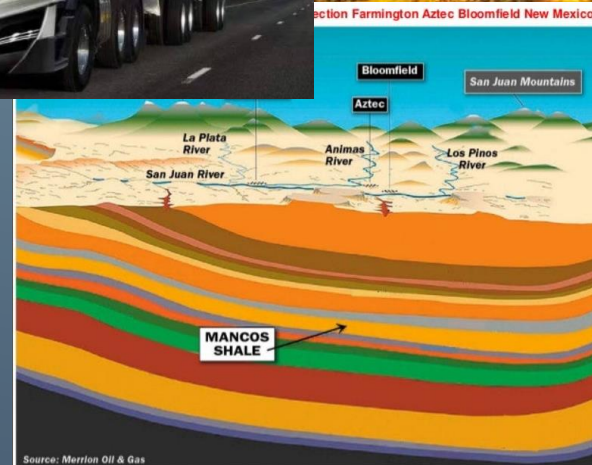 ection Farmington Aztec Bloomfield New Mexico
Bloomfield
San Juan Mountains
Aztec
La Plata
River
Animas
River
Los Pinos
River
San Juan River
MANCOS
SHALE
Source: Merrion Oil & Gas